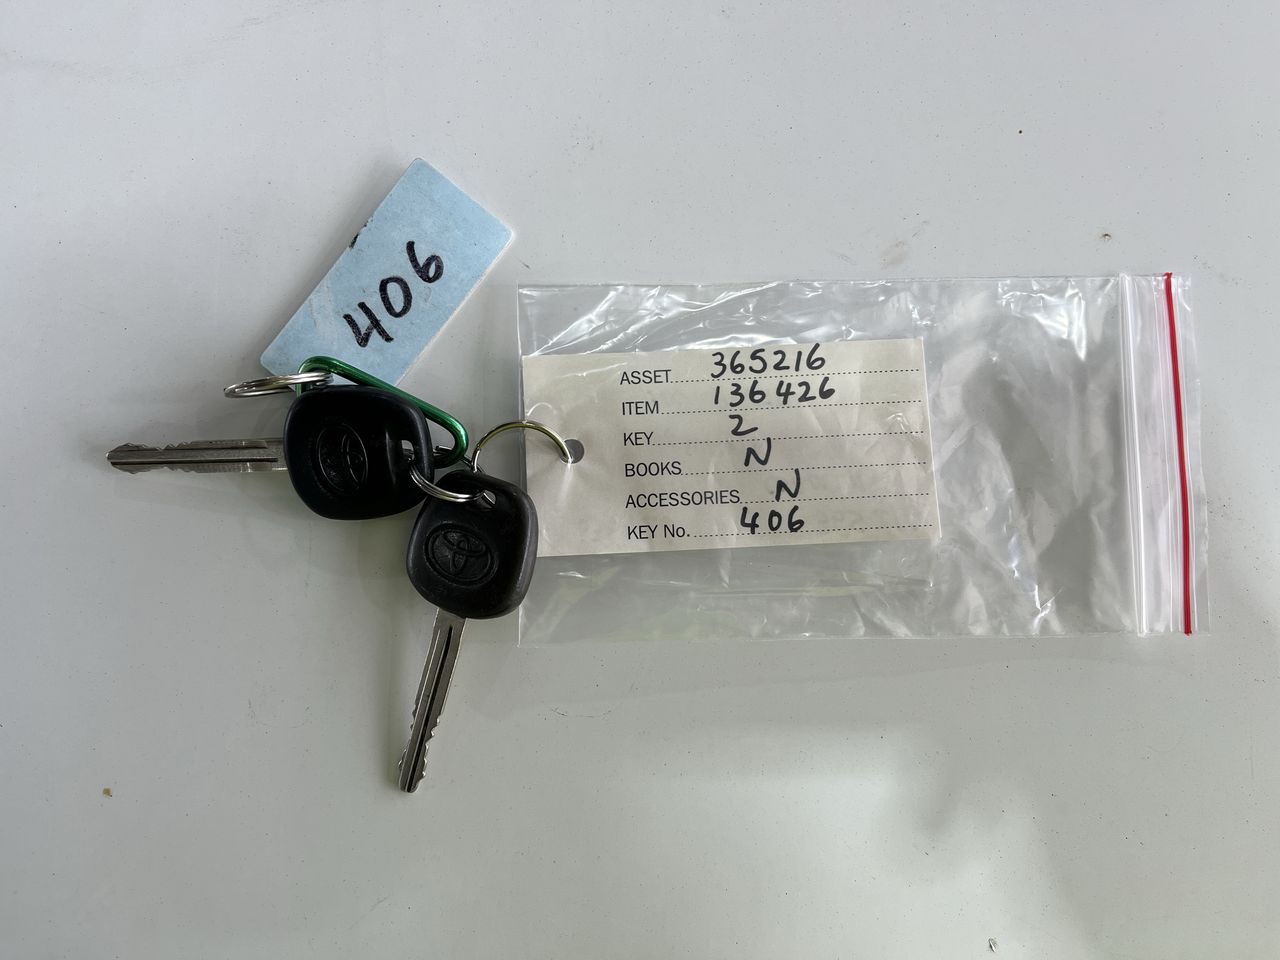 406
ASSET 365216
ITEM 136426
KEY 2
BOOKS N
ACCESSORIES N
KEY No. 406